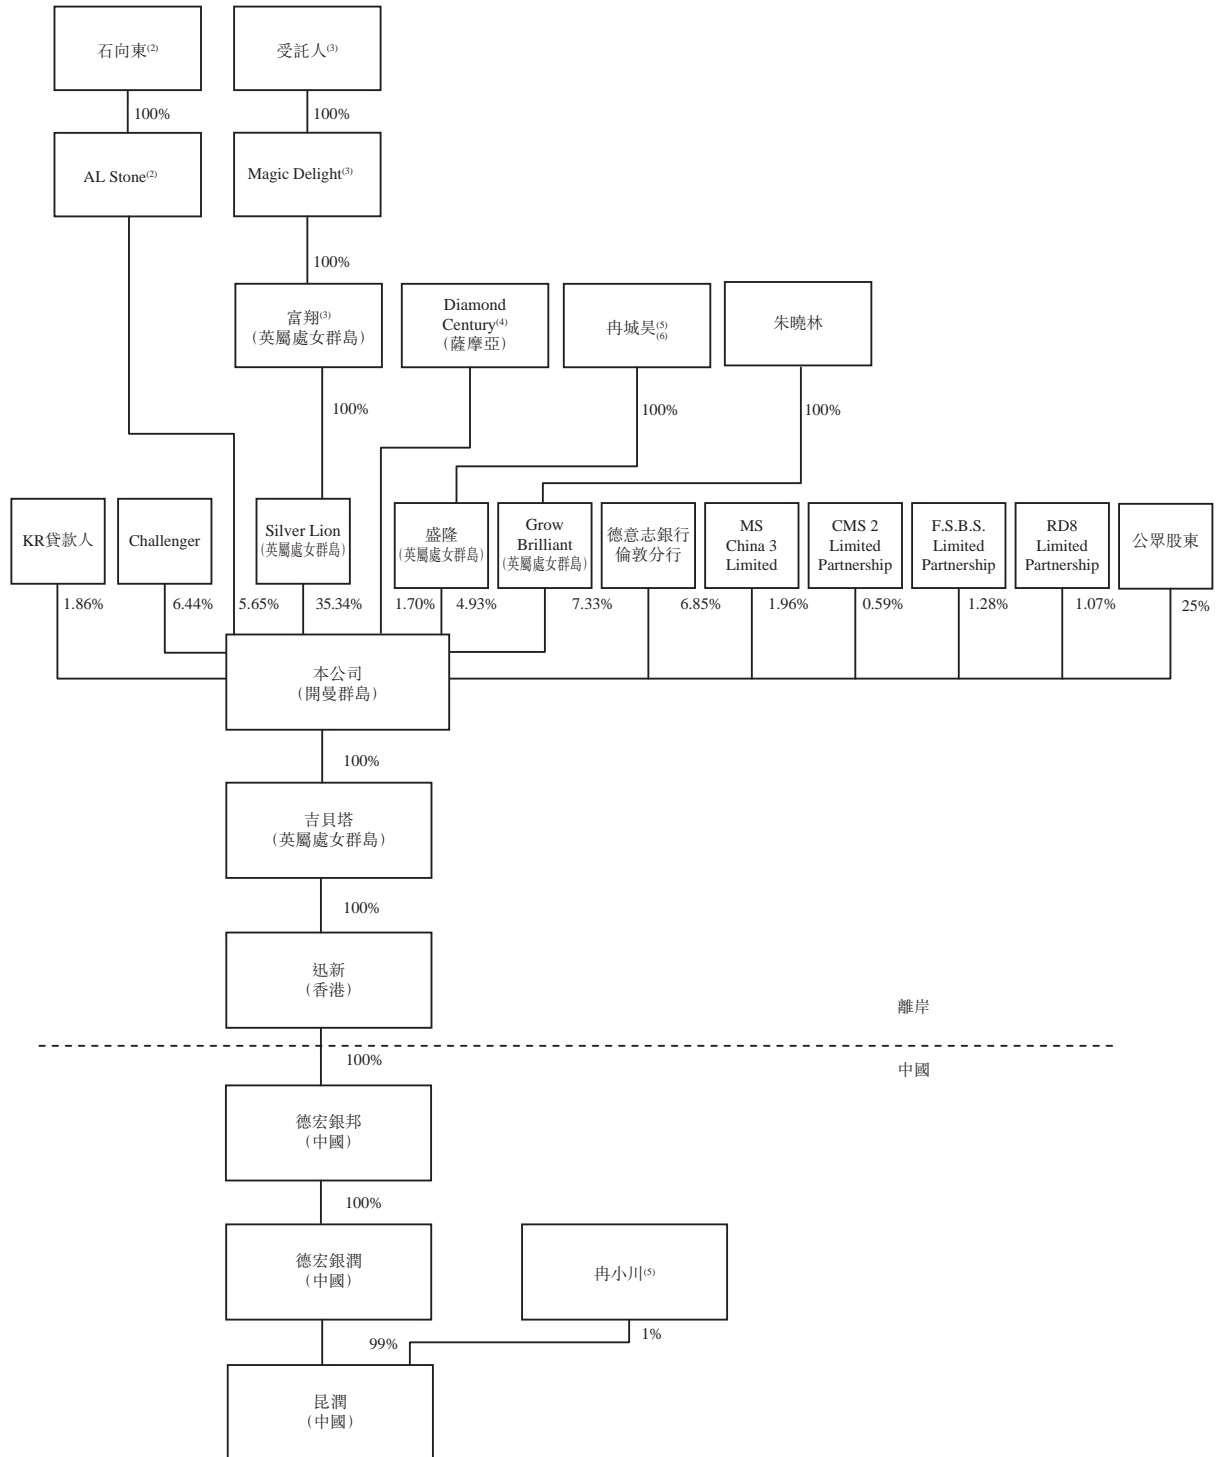 石向東(2)
受託人(3)
100%
100%
AL Stone(2)
Magic Delight(3)
100%
富翔(3)
(英屬處女群島)
Diamond
Century(4)
(薩摩亞)
冉城昊(5)(6)
朱曉林
100%
100%
100%
KR貸款人
Challenger
Silver Lion
(英屬處女群島)
盛隆
(英屬處女群島)
Grow
Brilliant
(英屬處女群島)
德意志銀行
倫敦分行
MS
China 3
Limited
CMS 2
Limited
Partnership
F.S.B.S.
Limited
Partnership
RD8
Limited
Partnership
公眾股東
1.86%
6.44%
5.65%
35.34%
1.70%
4.93%
7.33%
6.85%
1.96%
0.59%
1.28%
1.07%
25%
本公司
(開曼群島)
100%
吉貝塔
(英屬處女群島)
100%
迅新
(香港)
離岸
100%
中國
德宏銀邦
(中國)
100%
德宏銀潤
(中國)
冉小川(5)
99%
1%
昆潤
(中國)